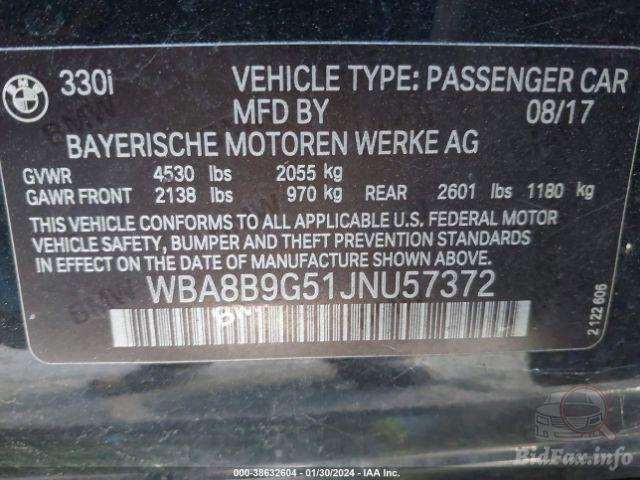 330i VEHICLE TYPE: PASSENGER CAR
MFD BY 08/17
BAYERISCHE MOTOREN WERKE AG
GVWR 4530 lbs 2055 kg
GAWR FRONT 2138 lbs 970 kg REAR 2601 lbs 1180 kg
THIS VEHICLE CONFORMS TO ALL APPLICABLE U.S. FEDERAL MOTOR
VEHICLE SAFETY, BUMPER AND THEFT PREVENTION STANDARDS IN
EFFECT ON THE DATE OF MANUFACTURE SHOWN ABOVE.
WBA8B9G51JNU57372
2 122 606
BidFax.info
000-38632604 - 01/30/2024 - IAA Inc.